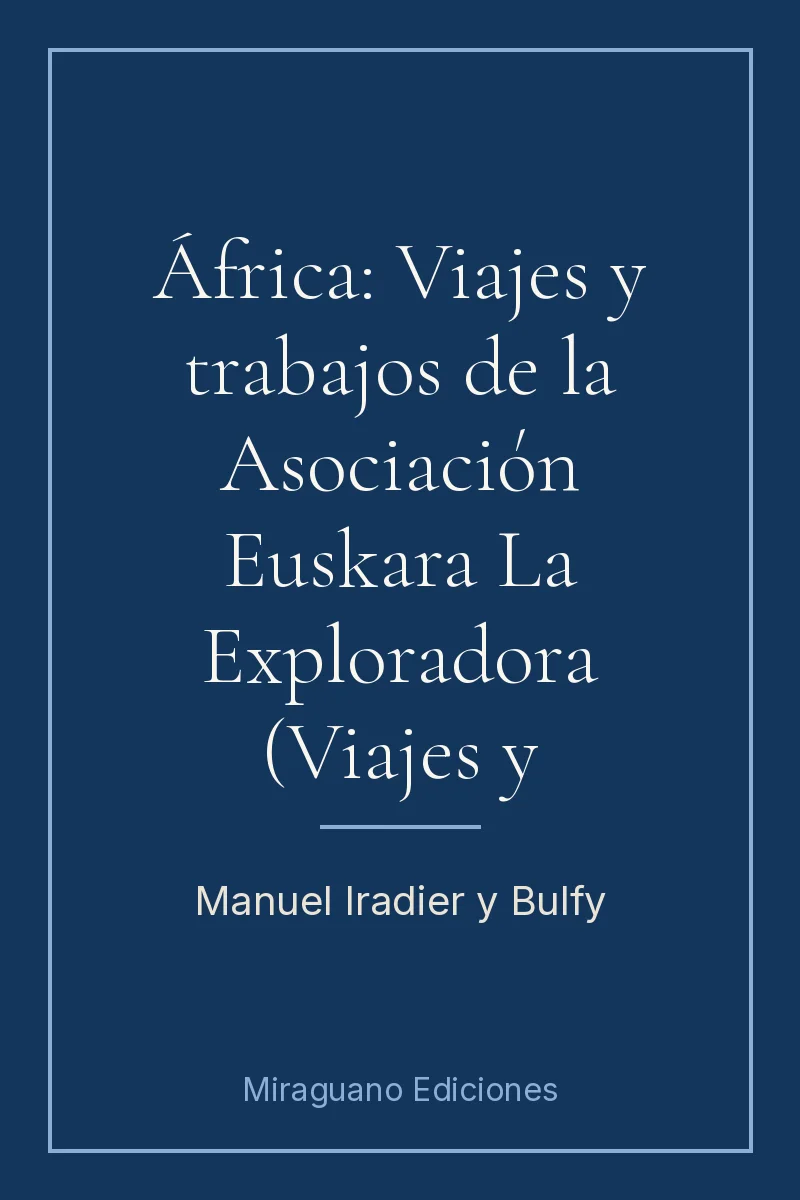 África: Viajes y
trabajos de la
Asociación
Euskara La
Exploradora
(Viajes y
Manuel Iradier y Bulfy
Miraguano Ediciones